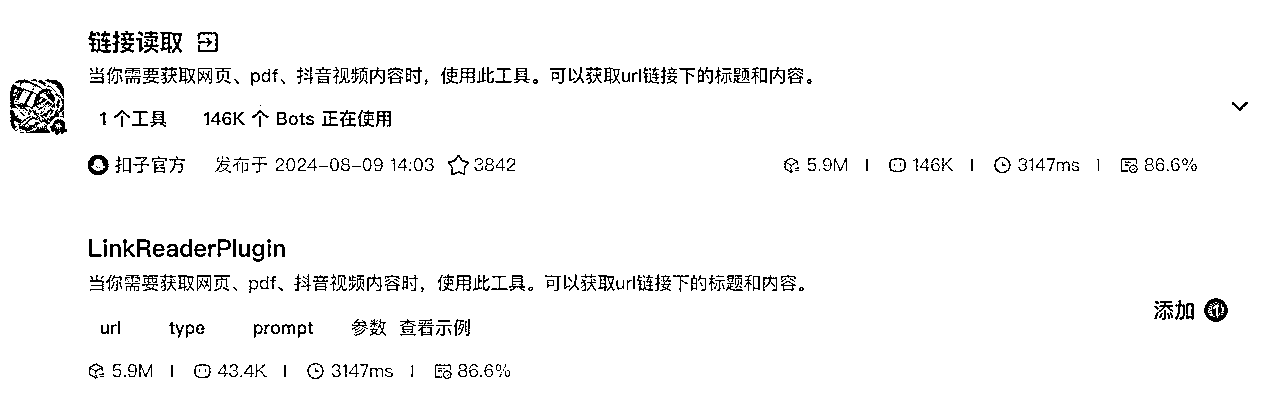 链接读取
当你需要获取网页、pdf、抖音视频内容时，使用此工具。可以获取url链接下的标题和内容。
1 个工具 146K 个 Bots 正在使用
扣子官方 发布于 2024-08-09 14:03 3842 5.9M 146K 3147ms 86.6%
LinkReaderPlugin
当你需要获取网页、pdf、抖音视频内容时，使用此工具。可以获取url链接下的标题和内容。
添加
url type prompt 参数 查看示例
5.9M 43.4K 3147ms 86.6%